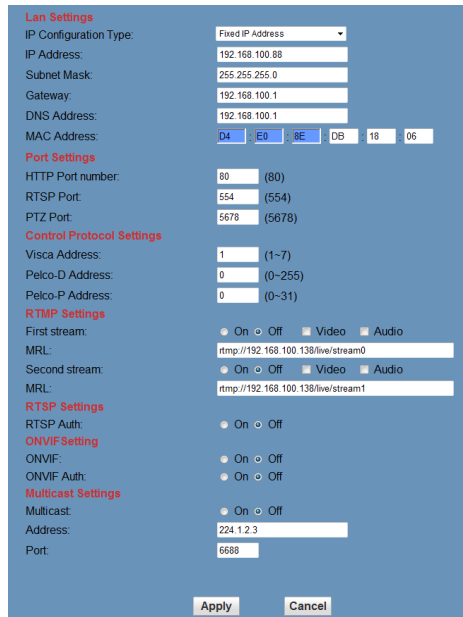 Lan Settings
IP Configuration Type: Fixed IP Address
IP Address: 192.168.100.88
Subnet Mask: 255.255.255.0
Gateway: 192.168.100.1
DNS Address: 192.168.100.1
MAC Address: D4 : E0 : 8E : DB : 18 : 06
Port Settings
HTTP Port number: 80 (80)
RTSP Port: 554 (554)
PTZ Port: 5678 (5678)
Control Protocol Settings
Visca Address: 1 (1~7)
Pelco-D Address: 0 (0~255)
Pelco-P Address: 0 (0~31)
RTMP Settings
First stream: On Off Video Audio
MRL: rtmp://192.168.100.138/live/stream0
Second stream: On Off Video Audio
MRL: rtmp://192.168.100.138/live/stream1
RTSP Settings
RTSP Auth: On Off
ONVIFSetting
ONVIF: On Off
ONVIF Auth: On Off
Multicast Settings
Multicast: On Off
Address: 224.1.2.3
Port: 6688
Apply Cancel